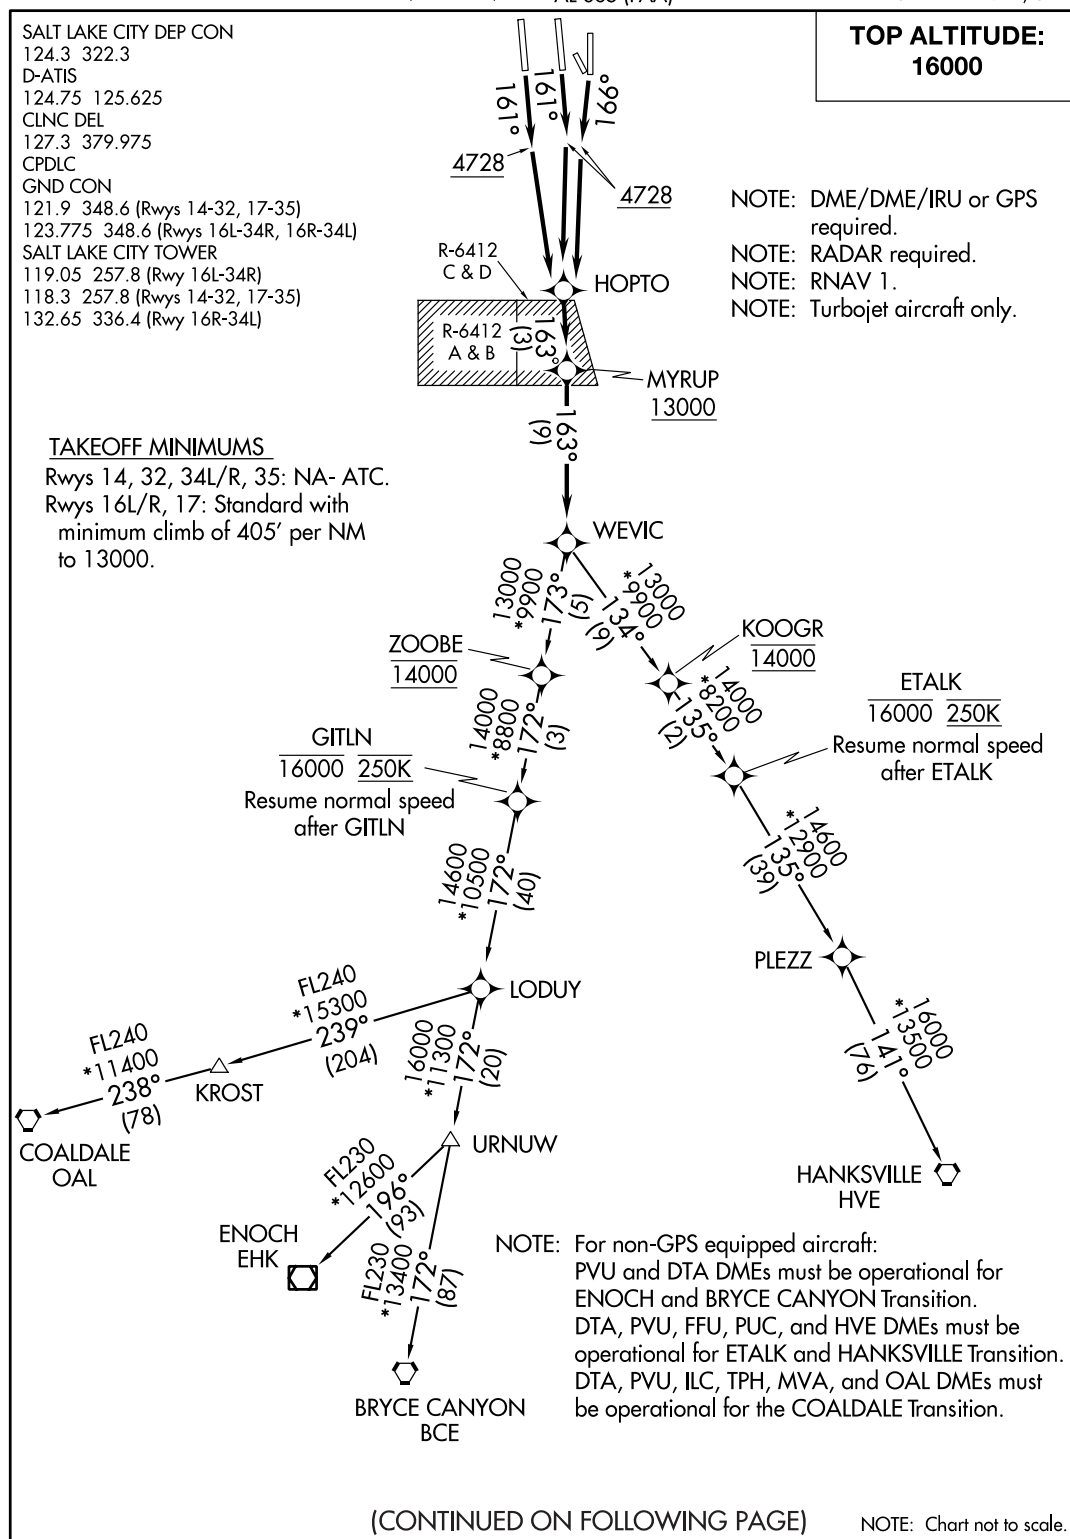 SALT LAKE CITY DEP CON
124.3 322.3
D-ATIS
124.75 125.625
CLNC DEL
127.3 379.975
CPDLC
GND CON
121.9 348.6 (Rwys 14-32, 17-35)
123.775 348.6 (Rwys 16L-34R, 16R-34L)
SALT LAKE CITY TOWER
119.05 257.8 (Rwy 16L-34R)
118.3 257.8 (Rwys 14-32, 17-35)
132.65 336.4 (Rwy 16R-34L)
TOP ALTITUDE:
16000
161°
161°
166°
4728
4728
NOTE: DME/DME/IRU or GPS
required.
NOTE: RADAR required.
NOTE: RNAV 1.
NOTE: Turbojet aircraft only.
R-6412
C & D
HOPTO
R-6412
A & B
163°
(3)
MYRUP
13000
163°
(9)
TAKEOFF MINIMUMS
Rwys 14, 32, 34L/R, 35: NA- ATC.
Rwys 16L/R, 17: Standard with
minimum climb of 405' per NM
to 13000.
WEVIC
13000
*9900
173°
(5)
13000
*9900
134°
(9)
ZOOBE
14000
KOOGR
14000
14000
*8800
172°
(3)
14000
*8200
135°
(2)
ETALK
16000 250K
Resume normal speed
after ETALK
GITLN
16000 250K
Resume normal speed
after GITLN
14600
*10500
172°
(40)
14600
*12900
135°
(39)
PLEZZ
LODUY
FL240
*15300
239°
(204)
FL240
*11400
238°
(78)
KROST
COALDALE
OAL
16000
*11300
172°
(20)
16000
*13500
141°
(76)
URNUW
HANKSVILLE
HVE
FL230
*12600
196°
(93)
ENOCH
EHK
FL230
*13400
172°
(87)
BRYCE CANYON
BCE
NOTE: For non-GPS equipped aircraft:
PVU and DTA DMEs must be operational for
ENOCH and BRYCE CANYON Transition.
DTA, PVU, FFU, PUC, and HVE DMEs must be
operational for ETALK and HANKSVILLE Transition.
DTA, PVU, ILC, TPH, MVA, and OAL DMEs must
be operational for the COALDALE Transition.
(CONTINUED ON FOLLOWING PAGE)
NOTE: Chart not to scale.